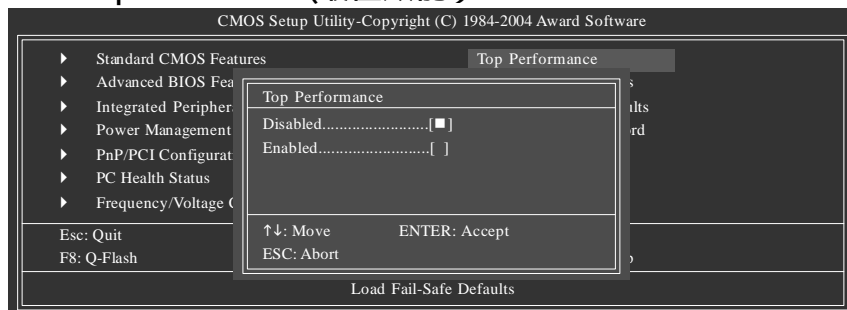 CMOS Setup Utility-Copyright (C) 1984-2004 Award Software
Standard CMOS Features Top Performance
Advanced BIOS Fea s
Integrated Peripher ults
Power Management rd
PnP/PCI Configurat
PC Health Status
Frequency/Voltage C
Top Performance
Disabled.........................[■]
Enabled..........................[ ]
↑↓: Move ENTER: Accept
ESC: Abort
Esc: Quit
F8: Q-Flash
Load Fail-Safe Defaults